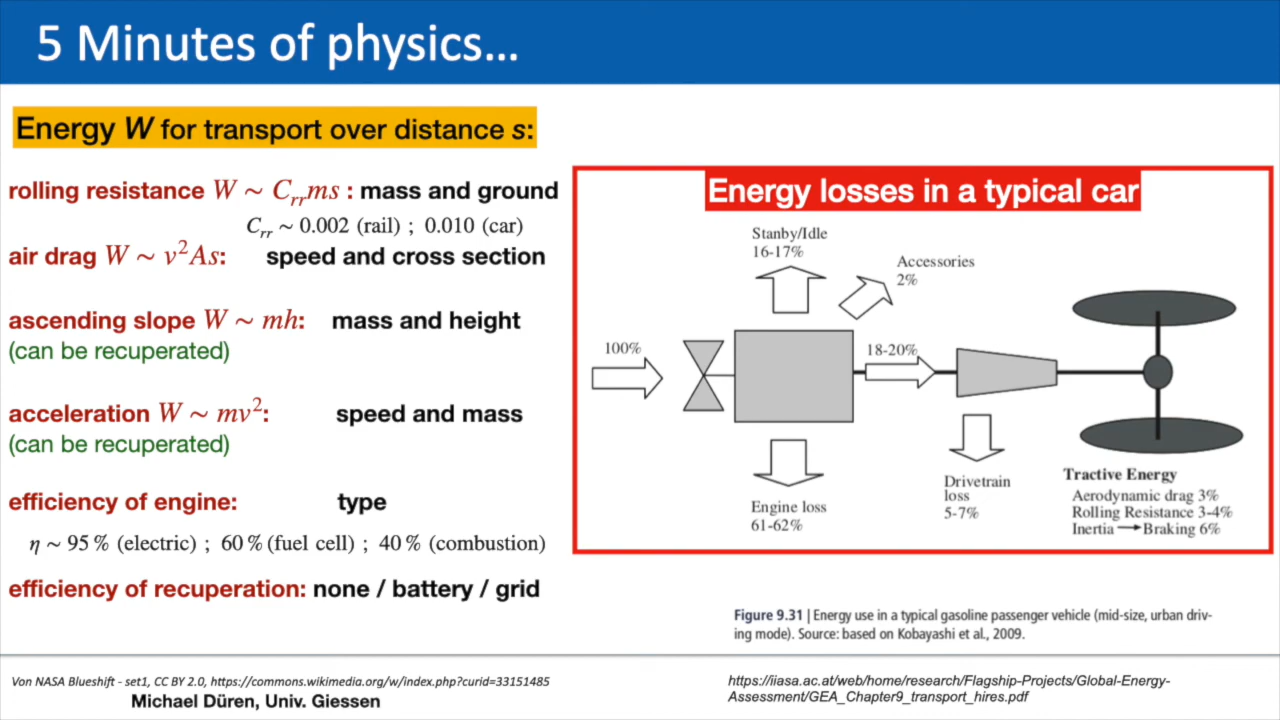 5 Minutes of physics...
Energy W for transport over distance s:
rolling resistance W ∼ Cᵣᵣms : mass and ground
Cᵣᵣ ∼ 0.002 (rail) ; 0.010 (car)
air drag W ∼ v²As: speed and cross section
ascending slope W ∼ mh: mass and height
(can be recuperated)
acceleration W ∼ mv²: speed and mass
(can be recuperated)
efficiency of engine: type
η ∼ 95 % (electric) ; 60 % (fuel cell) ; 40 % (combustion)
efficiency of recuperation: none / battery / grid
Energy losses in a typical car
Stanby/Idle
16-17%
Accessories
2%
100%
18-20%
Engine loss
61-62%
Drivetrain
loss
5-7%
Tractive Energy
Aerodynamic drag 3%
Rolling Resistance 3-4%
Inertia → Braking 6%
Figure 9.31 | Energy use in a typical gasoline passenger vehicle (mid-size, urban driv-
ing mode). Source: based on Kobayashi et al., 2009.
Von NASA Blueshift - set1, CC BY 2.0, https://commons.wikimedia.org/w/index.php?curid=33151485
Michael Düren, Univ. Giessen
https://iiasa.ac.at/web/home/research/Flagship-Projects/Global-Energy-
Assessment/GEA_Chapter9_transport_hires.pdf